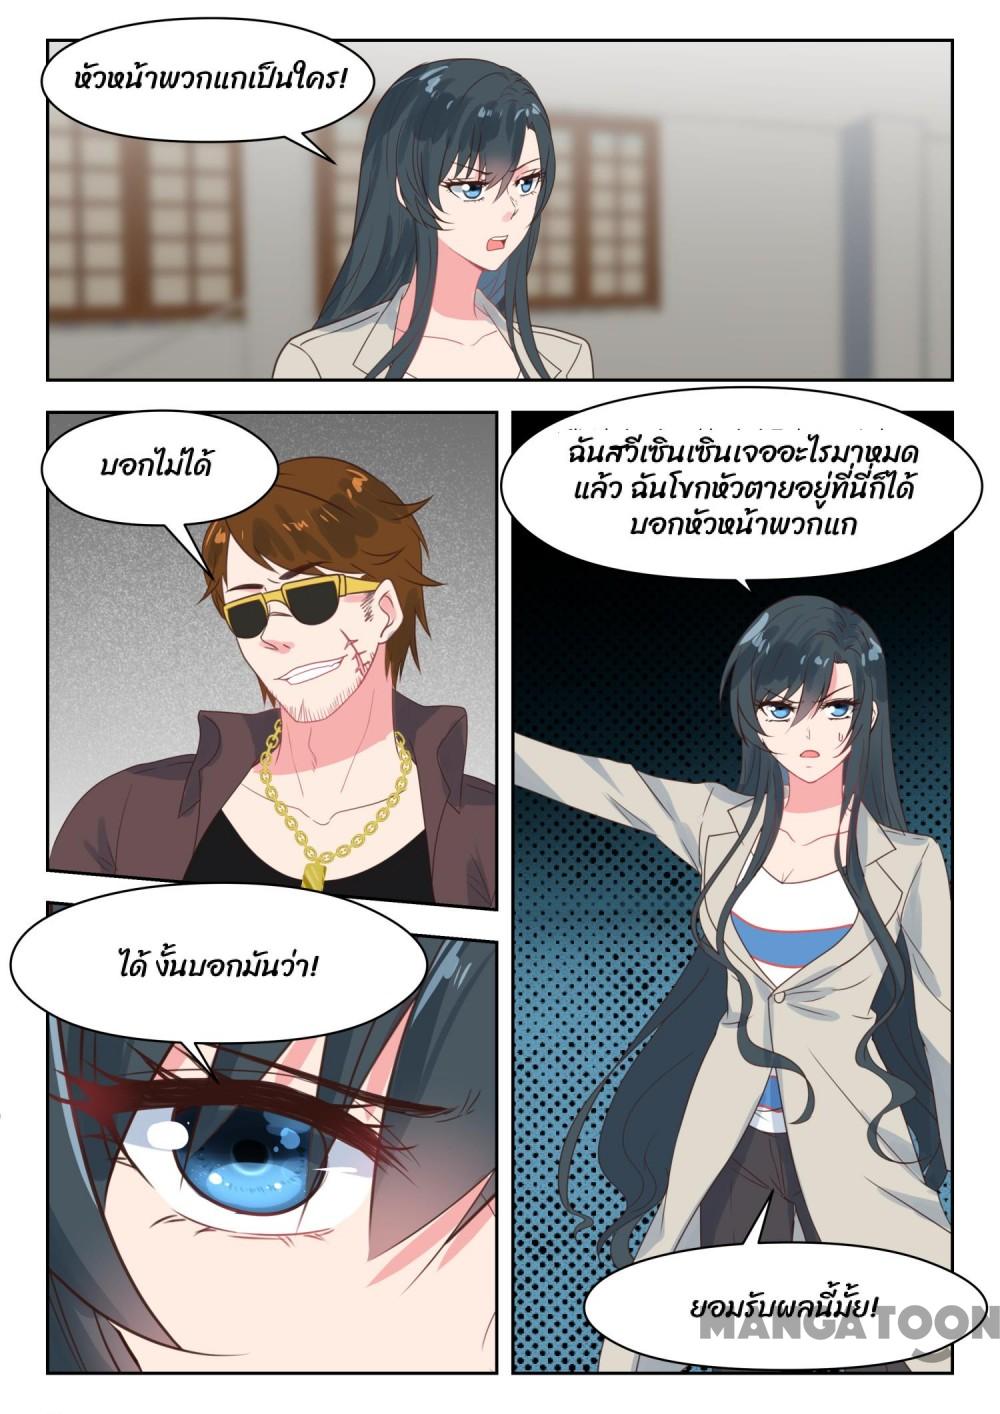 หัวหน้าพวกแกเป็นใคร!
บอกไม่ได้
ได้ งั้นบอกมันว่า!
ฉันสวีเซินเซินเจออะไรมาหมด
แล้ว ฉันโขกหัวตายอยู่ที่นี่ก็ได้
บอกหัวหน้าพวกแก
ยอมรับผลนี้มั้ย!
MANGATOON